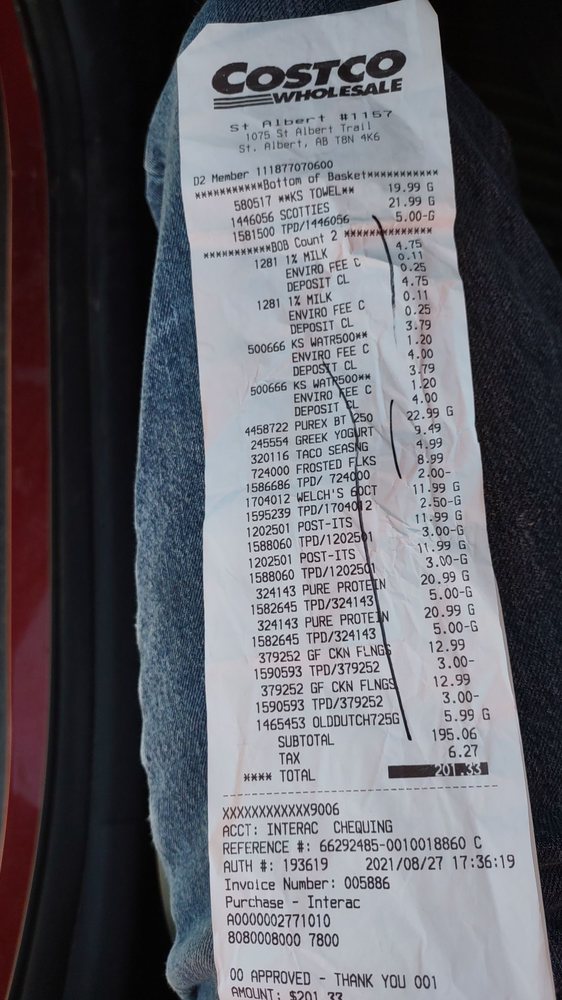 COSTCO
WHOLESALE
St Albert #1157
1075 St Albert Trail
St. Albert, AB T8N 4K6
D2 Member 111877070600
***********Bottom of Basket***********
580517 **KS TOWEL** 19.99 G
1446056 SCOTTIES 21.99 G
1581500 TPD/1446056 5.00-G
***********BOB Count 2 **************
1281 1% MILK 4.75
ENVIRO FEE C 0.11
DEPOSIT CL 0.25
1281 1% MILK 4.75
ENVIRO FEE C 0.11
DEPOSIT CL 0.25
500666 KS WATR500** 3.79
ENVIRO FEE C 1.20
DEPOSIT CL 4.00
500666 KS WATR500** 3.79
ENVIRO FEE C 1.20
DEPOSIT CL 4.00
4458722 PUREX BT 250 22.99 G
245554 GREEK YOGURT 9.49
320116 TACO SEASNG 4.99
724000 FROSTED FLKS 8.99
1586686 TPD/ 724000 2.00-
1704012 WELCH'S 60CT 11.99 G
1595239 TPD/1704012 2.50-G
1202501 POST-ITS 11.99 G
1588060 TPD/1202501 3.00-G
1202501 POST-ITS 11.99 G
1588060 TPD/1202501 3.00-G
324143 PURE PROTEIN 20.99 G
1582645 TPD/324143 5.00-G
324143 PURE PROTEIN 20.99 G
1582645 TPD/324143 5.00-G
379252 GF CKN FLNGS 12.99
1590593 TPD/379252 3.00-
379252 GF CKN FLNGS 12.99
1590593 TPD/379252 3.00-
1465453 OLDDUTCH725G 5.99 G
SUBTOTAL 195.06
TAX 6.27
**** TOTAL 201.33
XXXXXXXXXXXX9006
ACCT: INTERAC CHEQUING
REFERENCE #: 66292485-0010018860 C
AUTH #: 193619 2021/08/27 17:36:19
Invoice Number: 005886
Purchase - Interac
A0000002771010
8080008000 7800
00 APPROVED - THANK YOU 001
AMOUNT: $201.33